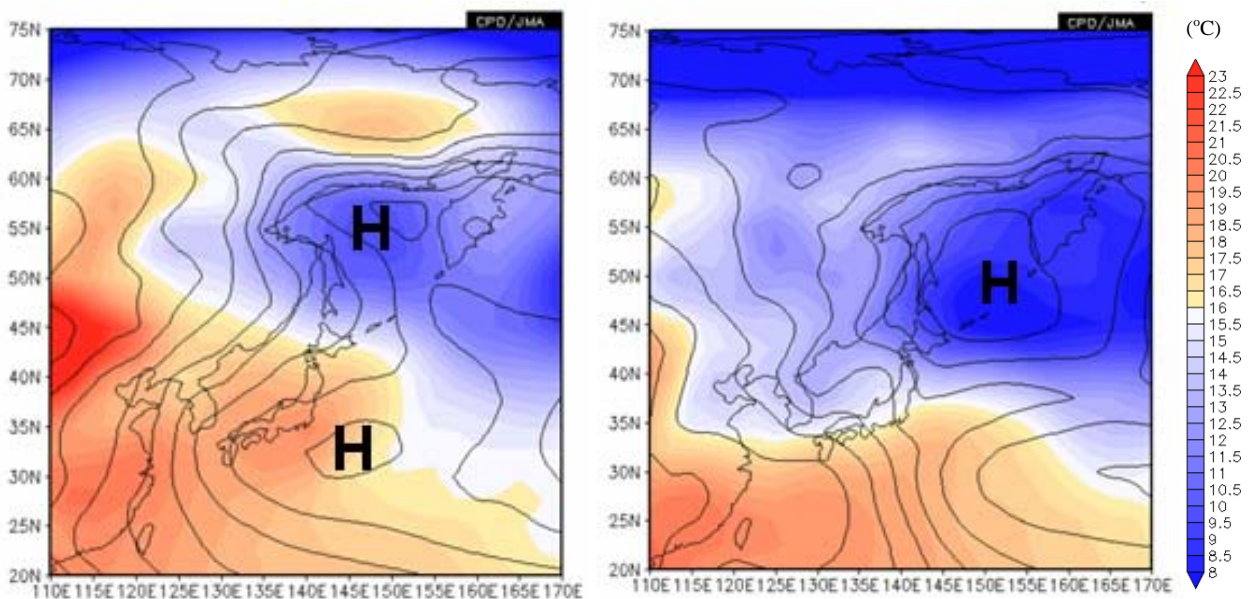 CPD/JMA
75N
70N
65N
60N
55N
50N
45N
40N
35N
30N
25N
20N
H
H
110E 115E 120E 125E 130E 135E 140E 145E 150E 155E 160E 165E 170E
CPD/JMA
75N
70N
65N
60N
55N
50N
45N
40N
35N
30N
25N
20N
H
110E 115E 120E 125E 130E 135E 140E 145E 150E 155E 160E 165E 170E
(°C)
23
22.5
22
21.5
21
20.5
20
19.5
19
18.5
18
17.5
17
16.5
16
15.5
15
14.5
14
13.5
13
12.5
12
11.5
11
10.5
10
9.5
9
8.5
8